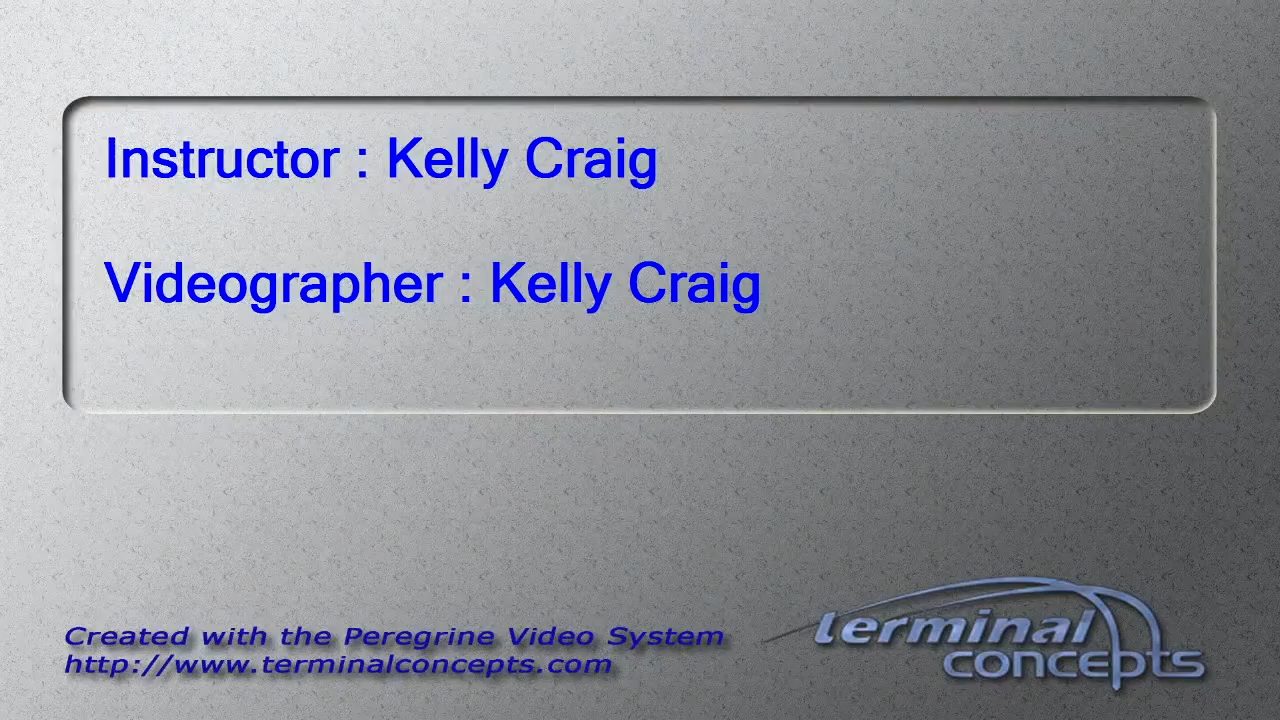 Instructor : Kelly Craig
Videographer : Kelly Craig
Created with the Peregrine Video System
http://www.terminalconcepts.com
terminal
concepts